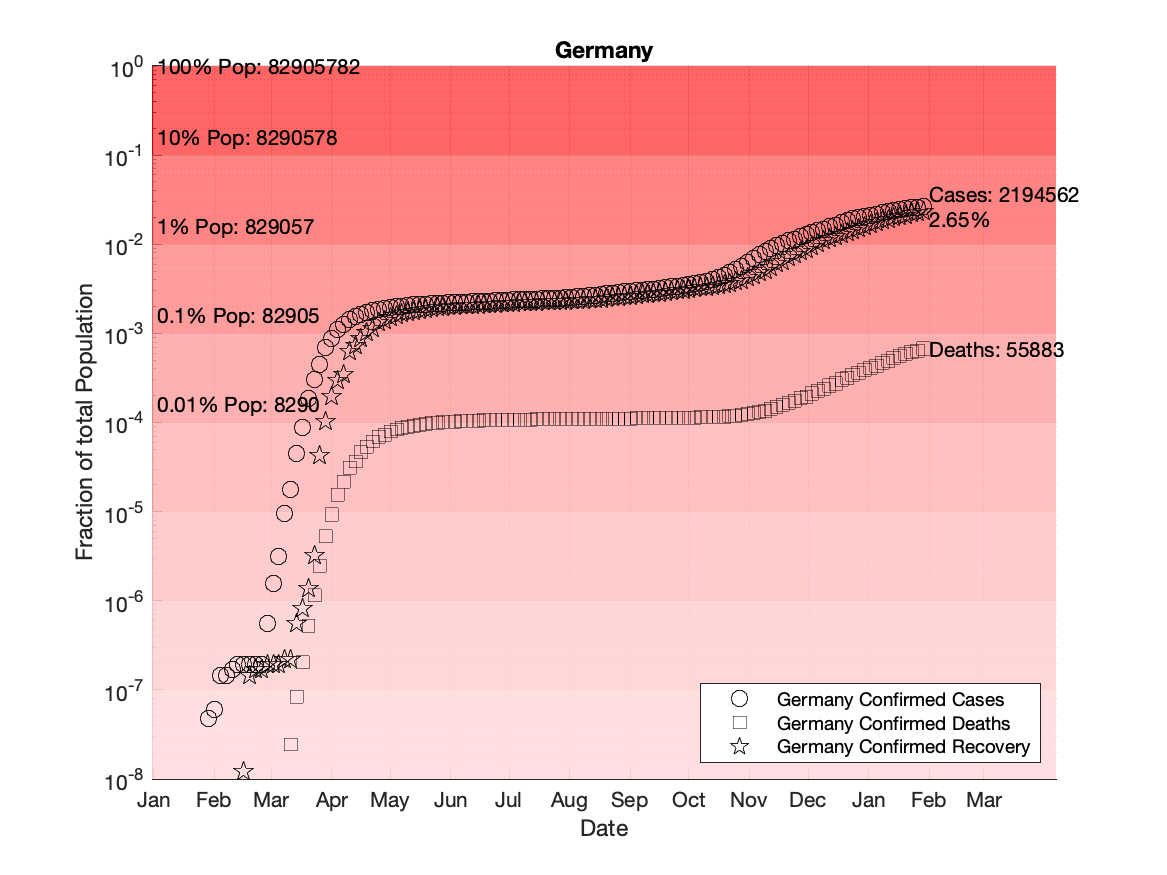 Germany
10^0
100% Pop: 82905782
10% Pop: 8290578
10^-1
Cases: 2194562
2.65%
1% Pop: 829057
10^-2
0.1% Pop: 82905
10^-3
Deaths: 55883
0.01% Pop: 8290
10^-4
10^-5
10^-6
10^-7
10^-8
Fraction of total Population
Germany Confirmed Cases
Germany Confirmed Deaths
Germany Confirmed Recovery
Jan Feb Mar Apr May Jun Jul Aug Sep Oct Nov Dec Jan Feb Mar
Date